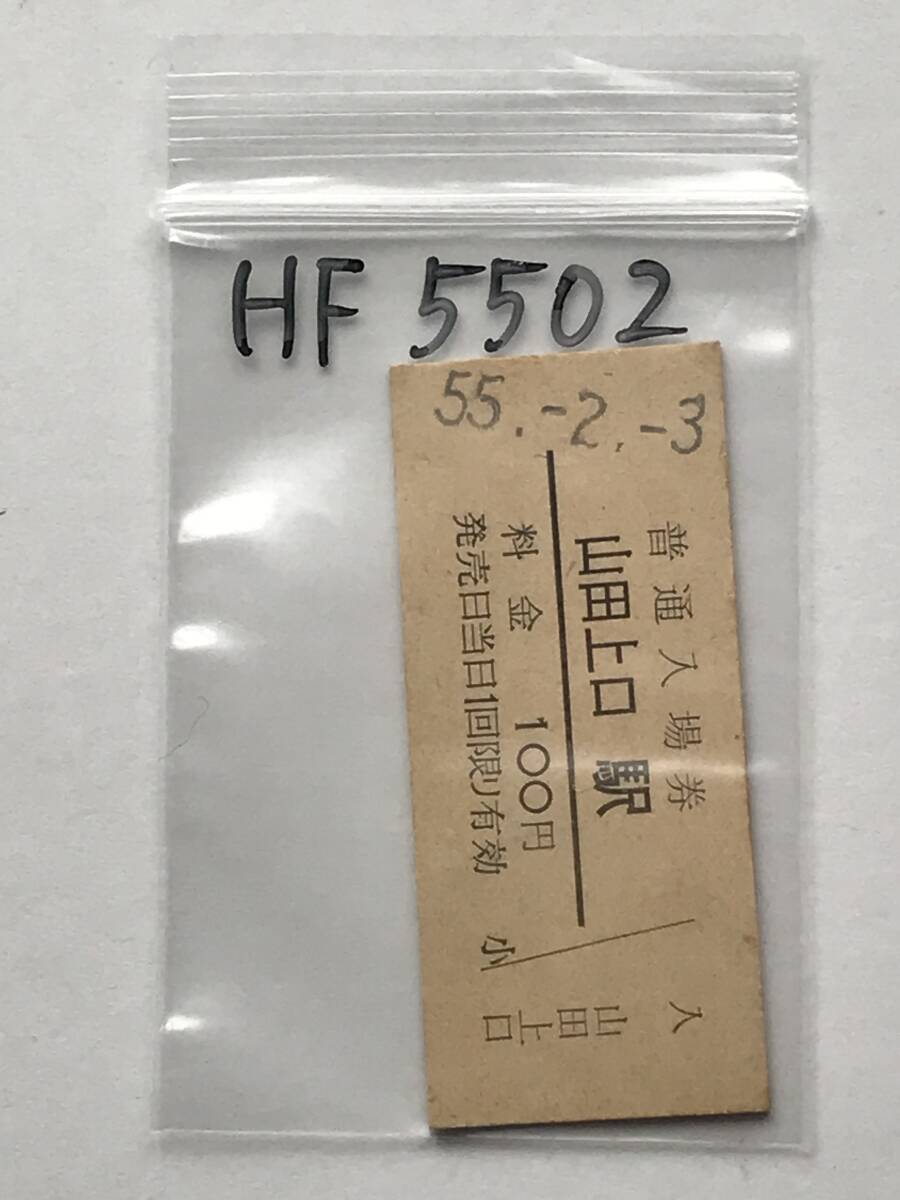 HF 5502
55.-2.-3
普通入場券
山田上口 駅
料金 100円
発売日当日1回限り有効
小
入
山田
上口